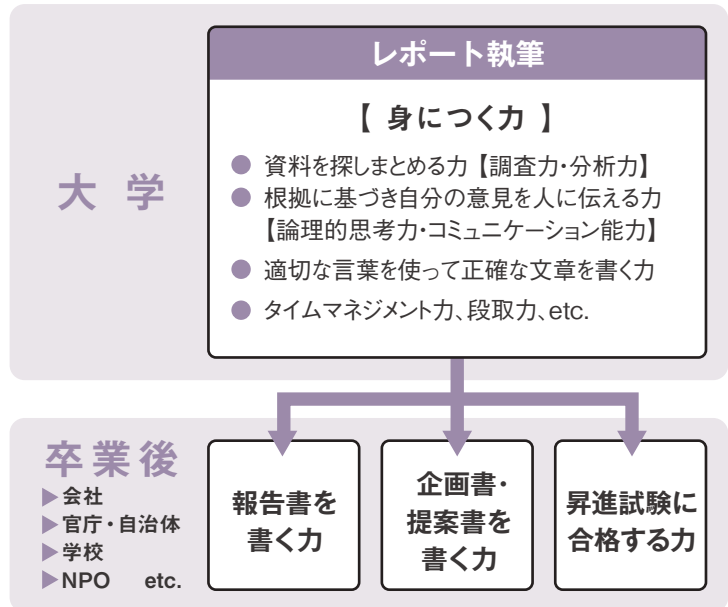 大学
レポート執筆
【 身につく力 】
● 資料を探しまとめる力【調査力・分析力】
● 根拠に基づき自分の意見を人に伝える力
【論理的思考力・コミュニケーション能力】
● 適切な言葉を使って正確な文章を書く力
● タイムマネジメント力、段取力、etc.
卒業後
▶会社
▶官庁・自治体
▶学校
▶NPO etc.
報告書を
書く力
企画書・
提案書を
書く力
昇進試験に
合格する力